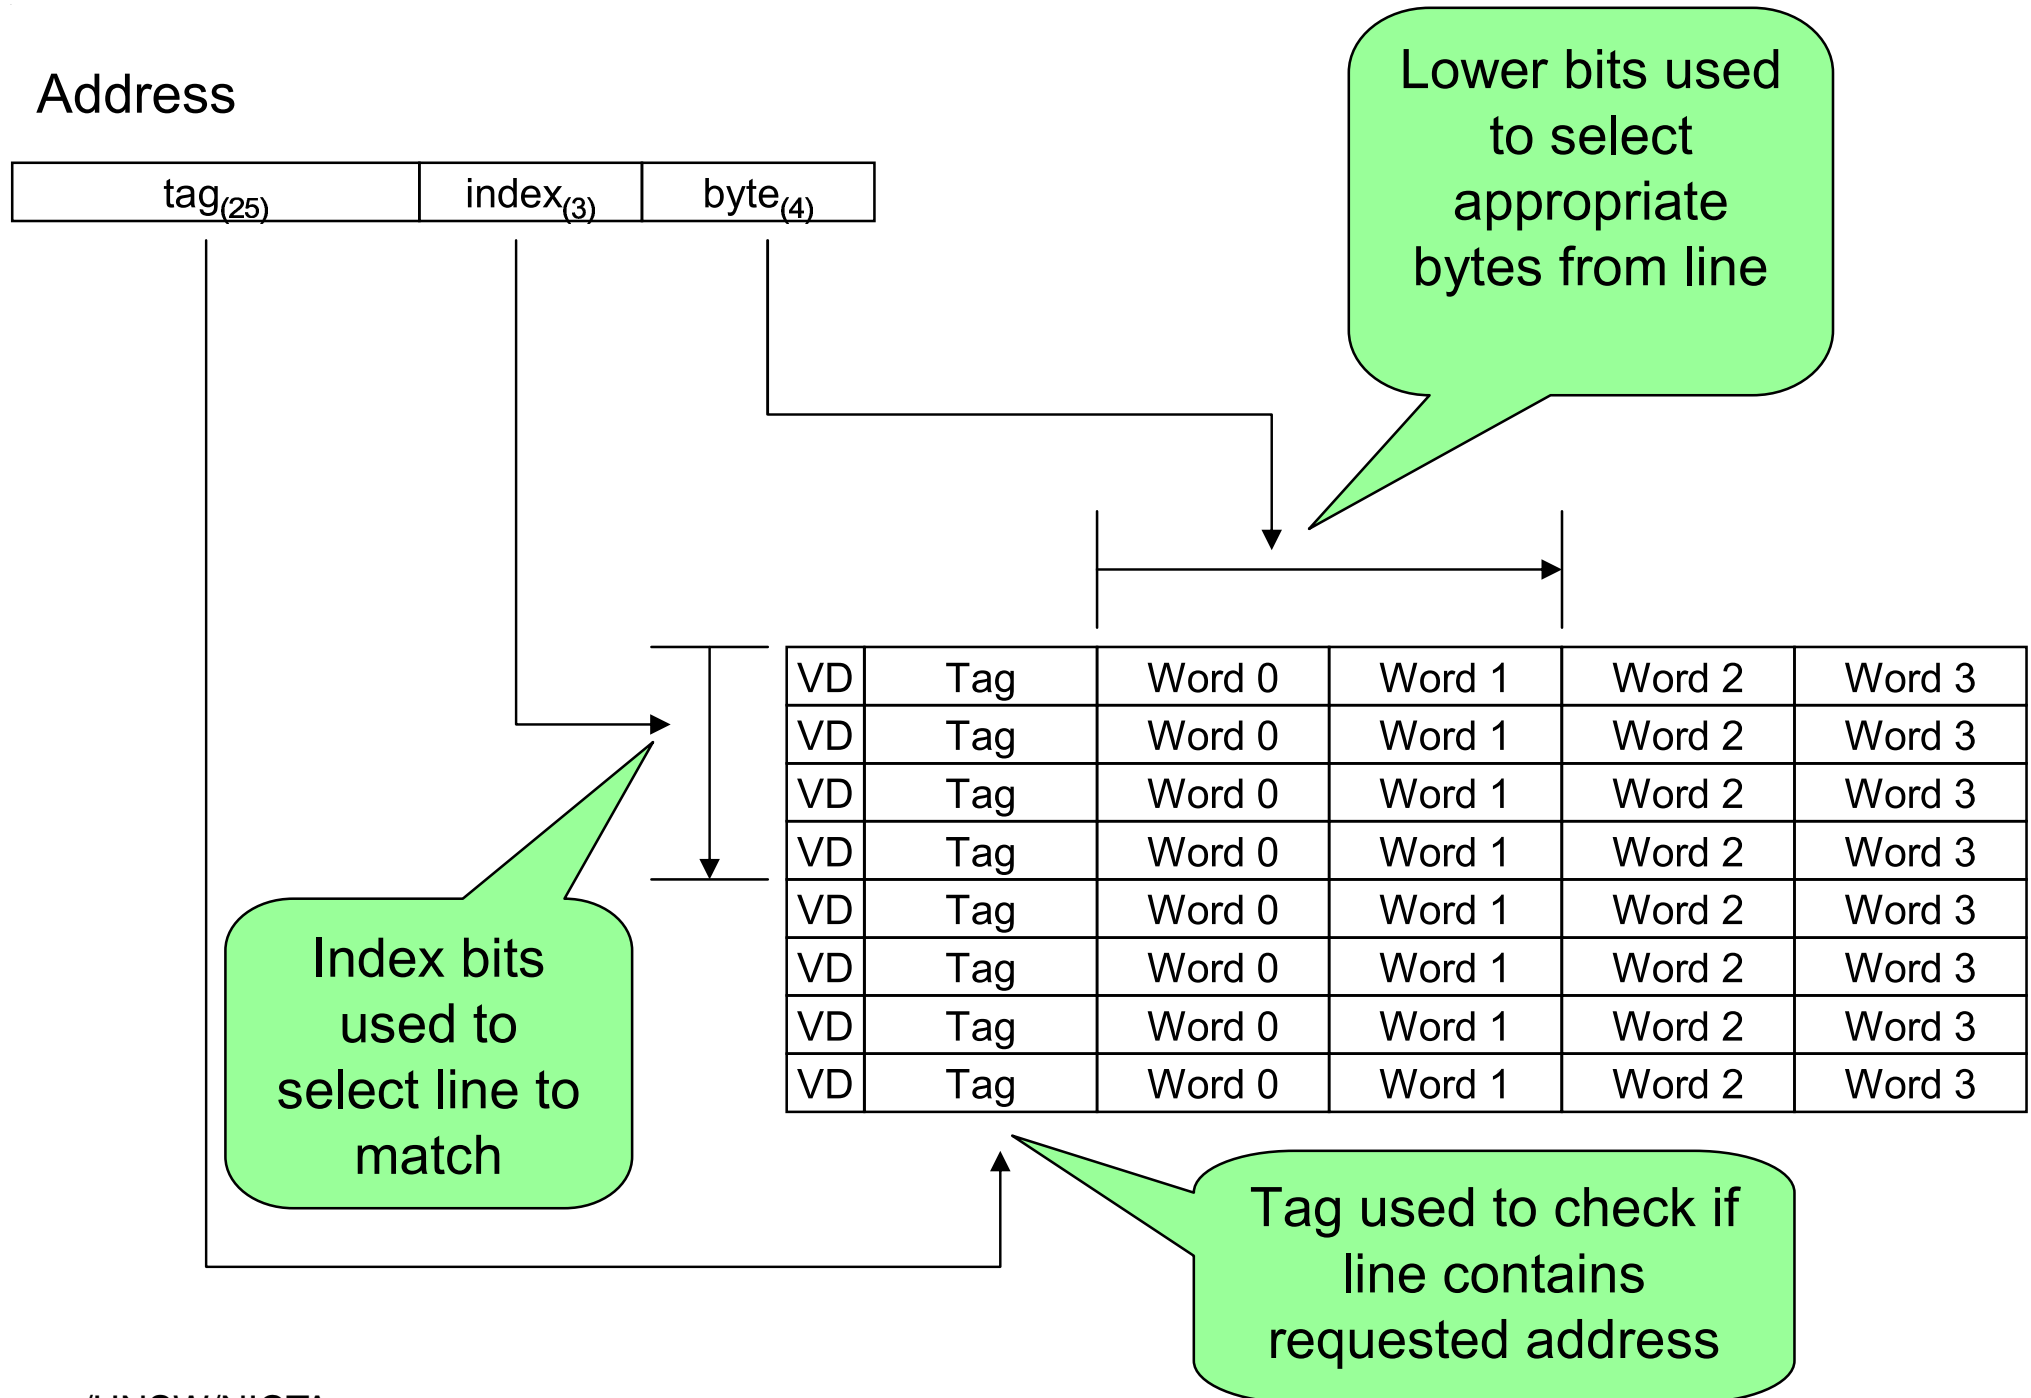 Address
tag(25) index(3) byte(4)
Lower bits used
to select
appropriate
bytes from line
VD Tag Word 0 Word 1 Word 2 Word 3
VD Tag Word 0 Word 1 Word 2 Word 3
VD Tag Word 0 Word 1 Word 2 Word 3
VD Tag Word 0 Word 1 Word 2 Word 3
VD Tag Word 0 Word 1 Word 2 Word 3
VD Tag Word 0 Word 1 Word 2 Word 3
VD Tag Word 0 Word 1 Word 2 Word 3
VD Tag Word 0 Word 1 Word 2 Word 3
Index bits
used to
select line to
match
Tag used to check if
line contains
requested address